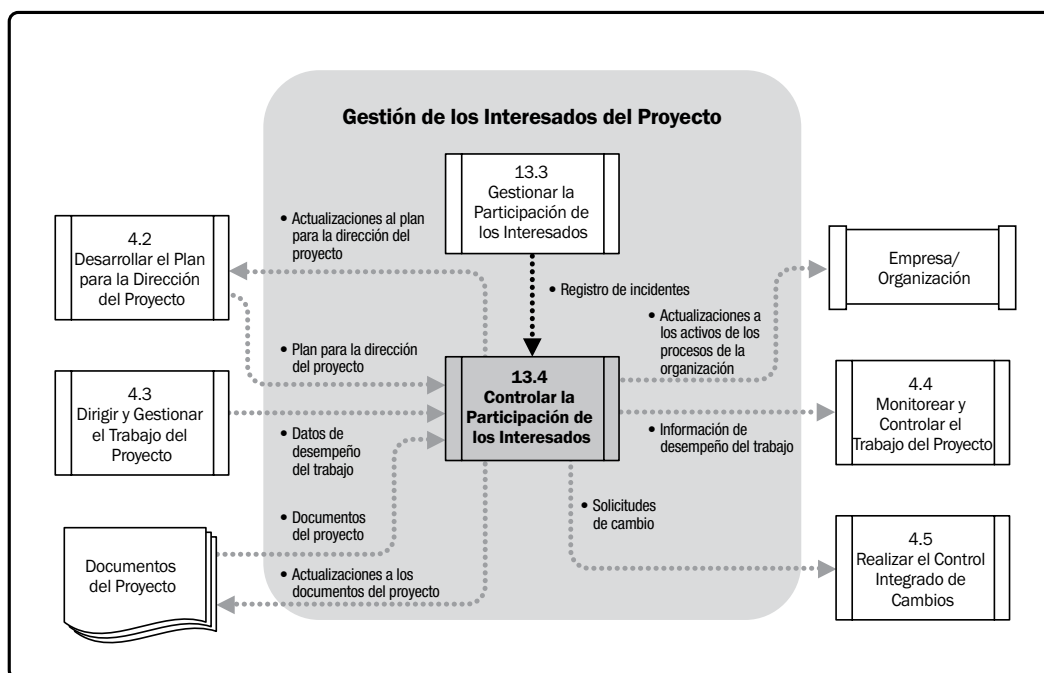 Gestión de los Interesados del Proyecto
13.3
Gestionar la
Participación de
los Interesados
• Actualizaciones al plan
para la dirección del
proyecto
4.2
Desarrollar el Plan
para la Dirección
del Proyecto
Empresa/
Organización
• Registro de incidentes
• Actualizaciones a
los activos de los
procesos de la
organización
• Plan para la dirección
del proyecto
13.4
Controlar la
Participación de
los Interesados
4.3
Dirigir y Gestionar
el Trabajo del
Proyecto
4.4
Monitorear y
Controlar el
Trabajo del Proyecto
• Datos de
desempeño
del trabajo
• Información de
desempeño del trabajo
• Solicitudes
de cambio
• Documentos
del proyecto
Documentos
del Proyecto
4.5
Realizar el Control
Integrado de
Cambios
• Actualizaciones a los
documentos del proyecto